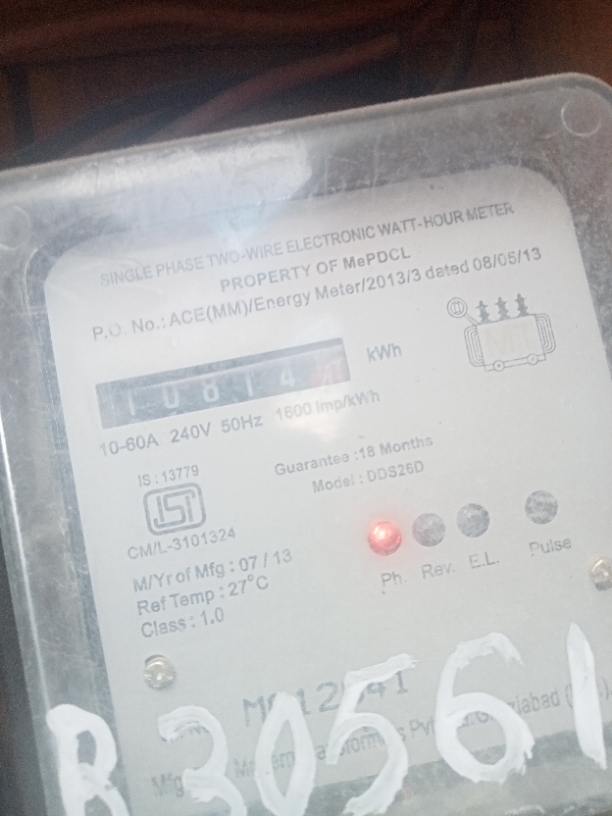 SINGLE PHASE TWO-WIRE ELECTRONIC WATT-HOUR METER
PROPERTY OF MePDCL
P.O. No.: ACE(MM)/Energy Meter/2013/3 dated 08/05/13
10814
kWh
10-60A 240V 50Hz 1600 Imp/kWh
IS : 13779
Guarantee :18 Months
Model : DDS26D
ISI
CM/L-3101324
M/Yr of Mfg : 07 / 13
Ref Temp : 27°C
Class : 1.0
Ph. Rev. E.L. Pulse
B30561